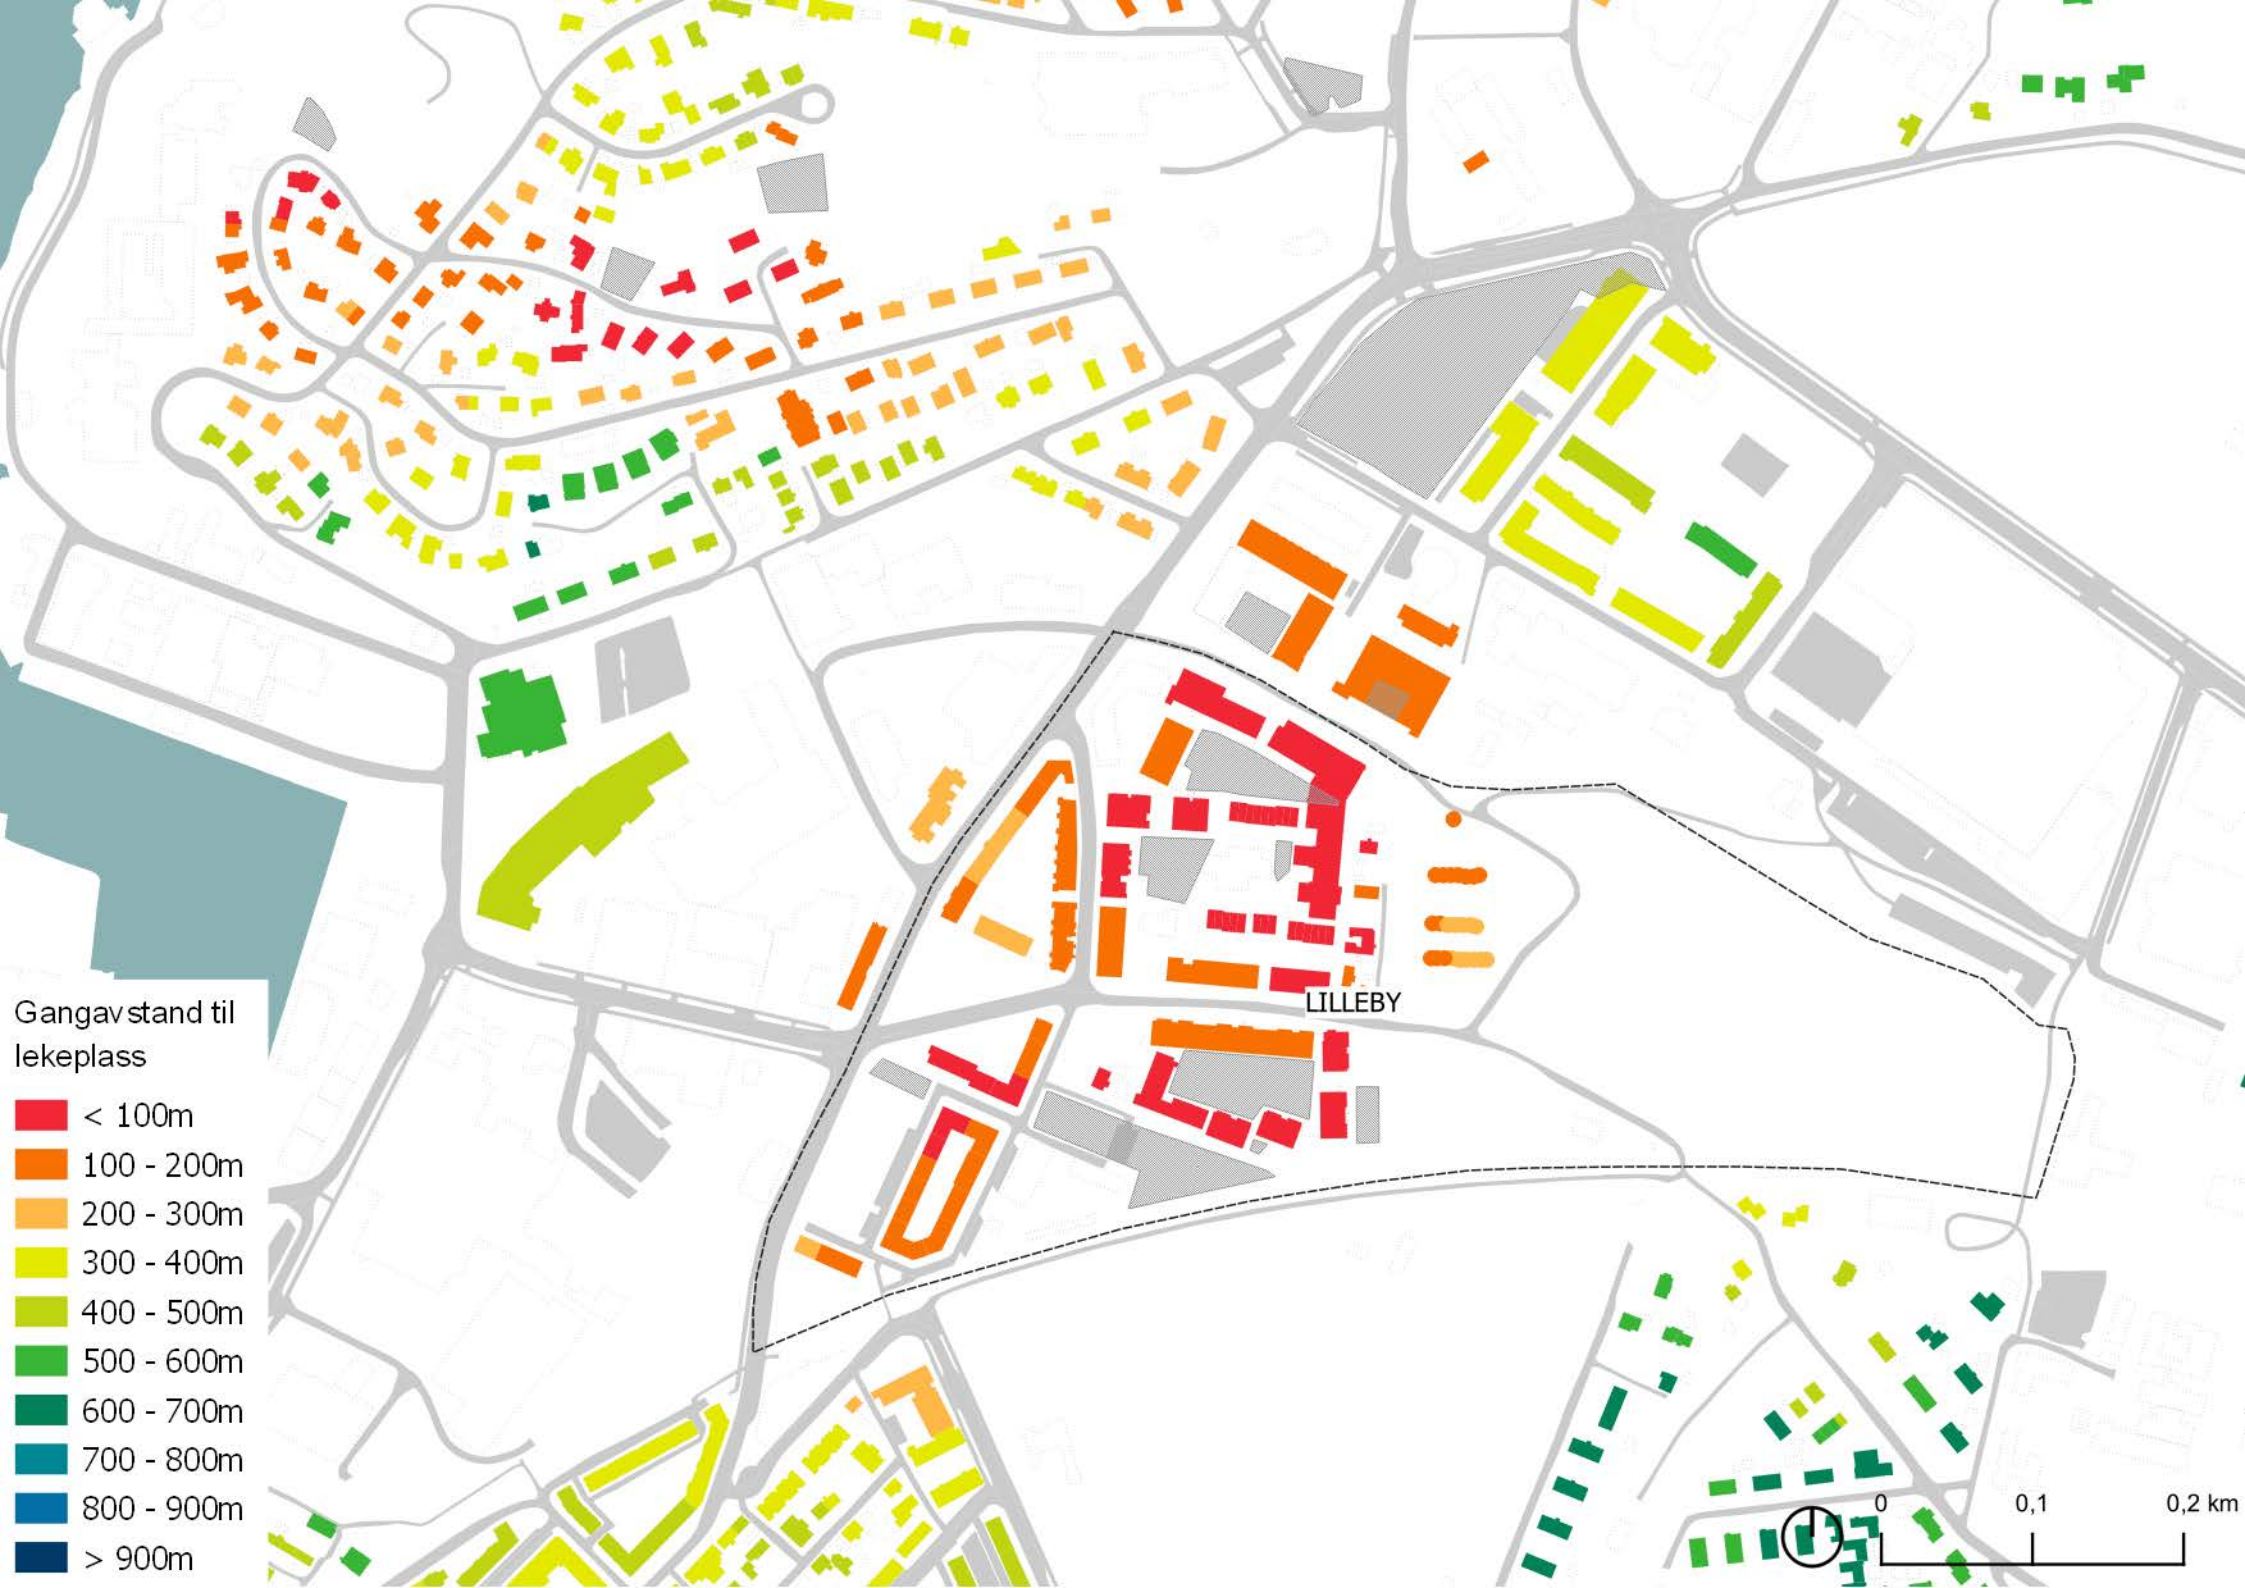 LILLEBY
Gangavstand til
lekeplass
< 100m
100 - 200m
200 - 300m
300 - 400m
400 - 500m
500 - 600m
600 - 700m
700 - 800m
800 - 900m
> 900m
0 0,1 0,2 km